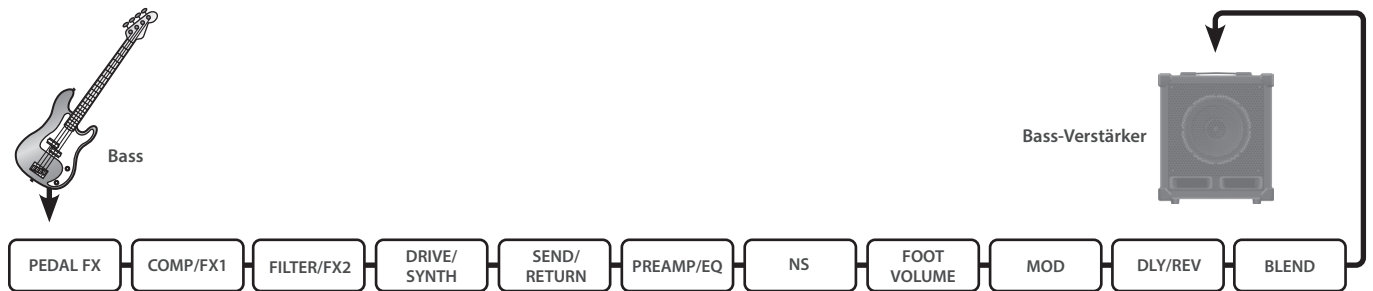 Bass
Bass-Verstärker
PEDAL FX
COMP/FX1
FILTER/FX2
DRIVE/
SYNTH
SEND/
RETURN
PREAMP/EQ
NS
FOOT
VOLUME
MOD
DLY/REV
BLEND